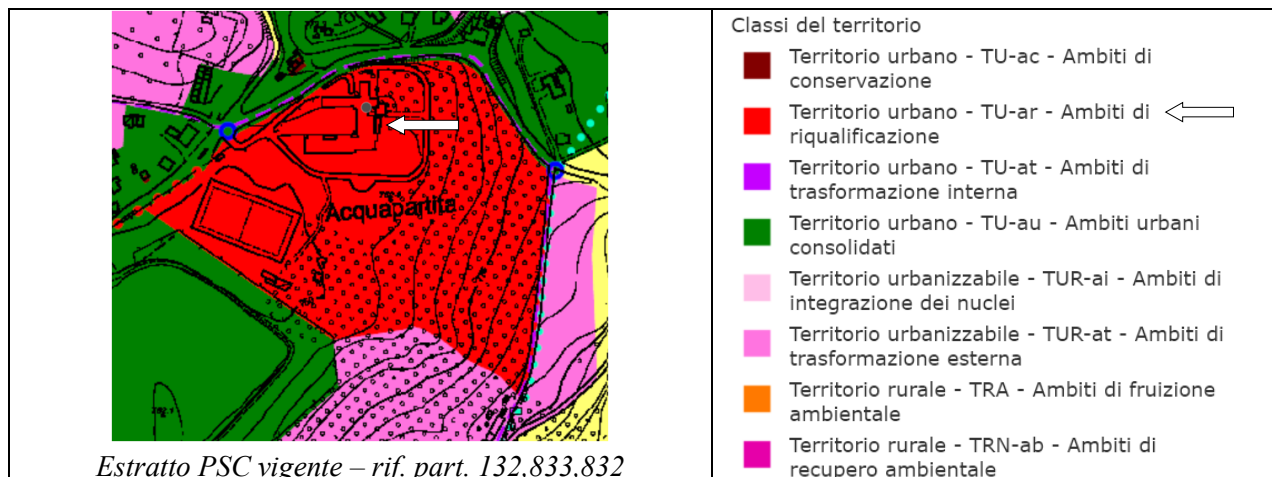 Acquapartita
Estratto PSC vigente – rif. part. 132,833,832
Classi del territorio
Territorio urbano - TU-ac - Ambiti di
conservazione
Territorio urbano - TU-ar - Ambiti di
riqualificazione
Territorio urbano - TU-at - Ambiti di
trasformazione interna
Territorio urbano - TU-au - Ambiti urbani
consolidati
Territorio urbanizzabile - TUR-ai - Ambiti di
integrazione dei nuclei
Territorio urbanizzabile - TUR-at - Ambiti di
trasformazione esterna
Territorio rurale - TRA - Ambiti di fruizione
ambientale
Territorio rurale - TRN-ab - Ambiti di
recupero ambientale